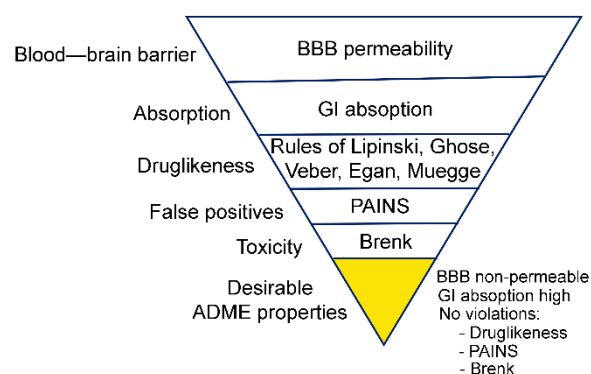 Blood—brain barrier
BBB permeability
Absorption
GI absoption
Druglikeness
Rules of Lipinski, Ghose,
Veber, Egan, Muegge
False positives
PAINS
Toxicity
Brenk
Desirable
ADME properties
BBB non-permeable
GI absoption high
No violations:
- Druglikeness
- PAINS
- Brenk